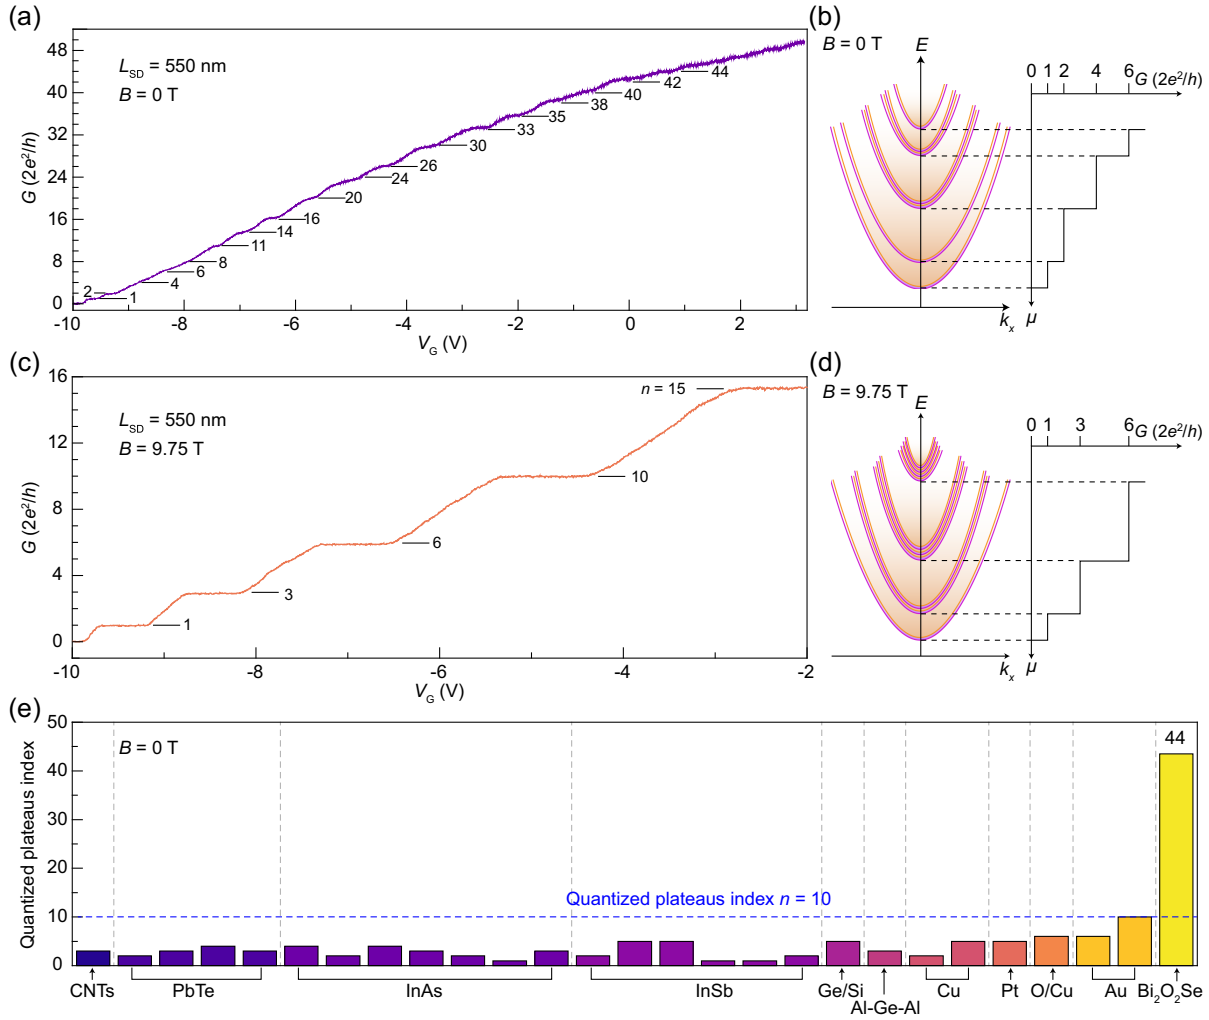 (a)
48
40
32
24
16
8
0
G (2e²/h)
L_SD = 550 nm
B = 0 T
2
1
4
6
8
11
14
16
20
24
26
30
33
35
38
40
42
44
-10
-8
-6
-4
-2
0
2
V_G (V)
(b)
B = 0 T
E
0 1 2 4 6
G (2e²/h)
k_x
μ
(c)
16
12
8
4
0
G (2e²/h)
L_SD = 550 nm
B = 9.75 T
n = 15
10
6
3
1
-10
-8
-6
-4
-2
V_G (V)
(d)
B = 9.75 T
E
0 1 3 6
G (2e²/h)
k_x
μ
(e)
50
40
30
20
10
0
Quantized plateaus index
B = 0 T
44
Quantized plateaus index n = 10
CNTs
PbTe
InAs
InSb
Ge/Si
Al-Ge-Al
Cu
Pt
O/Cu
Au
Bi₂O₂Se